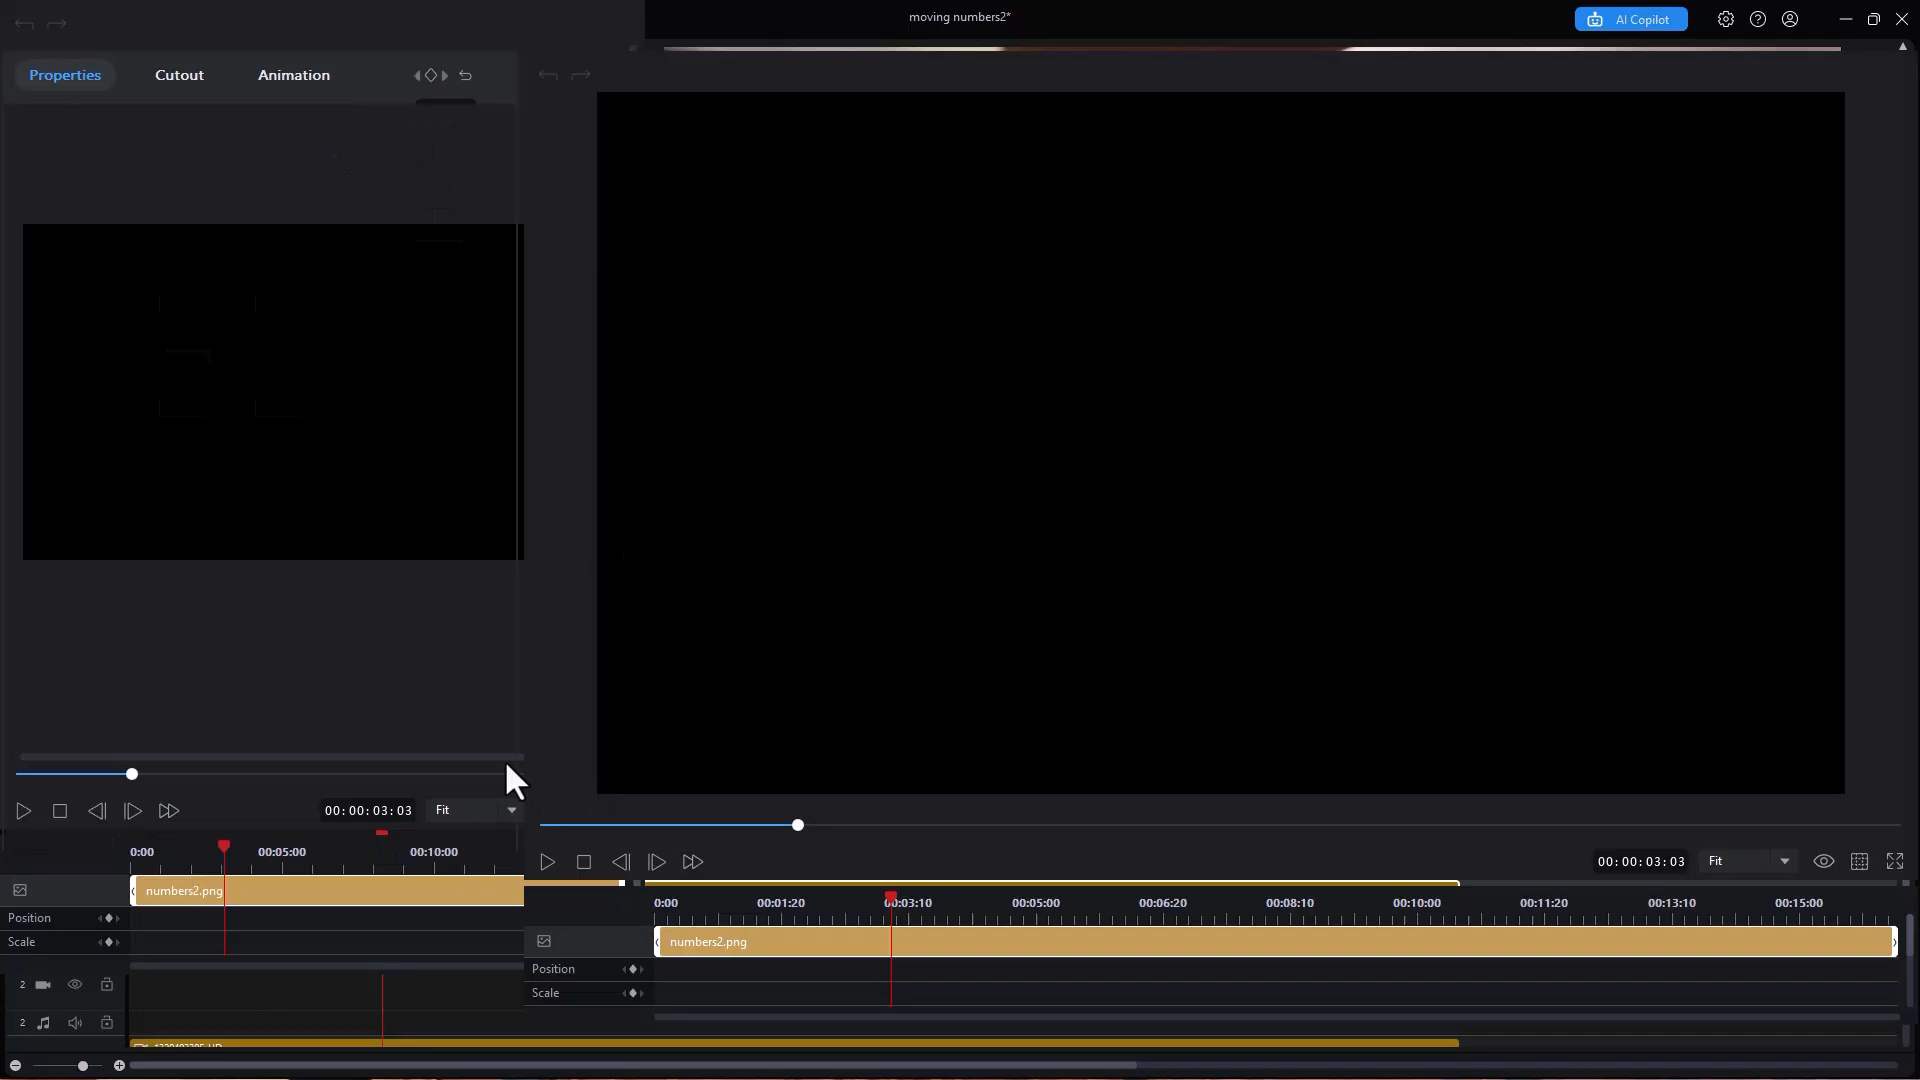 moving numbers2*
AI Copilot
Properties
Cutout
Animation
00:00:03:03
Fit
0:00
00:05:00
00:10:00
numbers2.png
Position
Scale
2
2
00:00:03:03
Fit
0:00
00:01:20
00:03:10
00:05:00
00:06:20
00:08:10
00:10:00
00:11:20
00:13:10
00:15:00
numbers2.png
Position
Scale